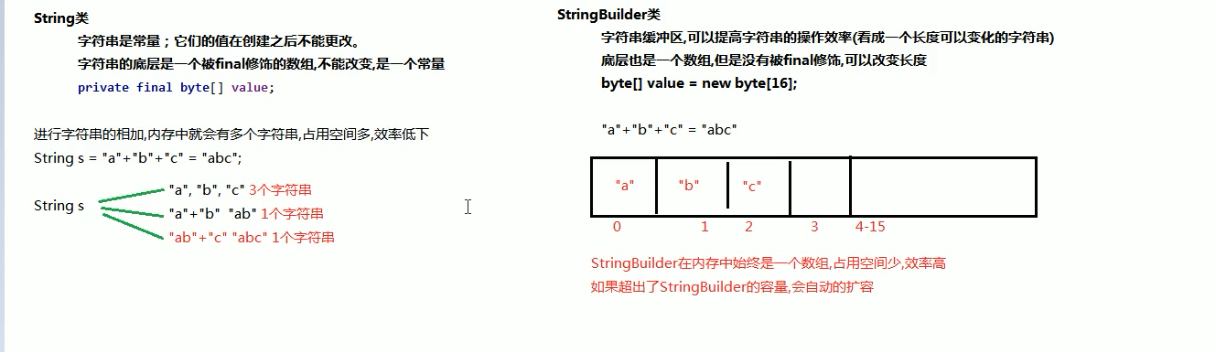 String类
字符串是常量；它们的值在创建之后不能更改。
字符串的底层是一个被final修饰的数组,不能改变,是一个常量
private final byte[] value;
进行字符串的相加,内存中就会有多个字符串,占用空间多,效率低下
String s = "a"+"b"+"c" = "abc";
String s
"a", "b", "c" 3个字符串
"a"+"b" "ab" 1个字符串
"ab"+"c" "abc" 1个字符串
StringBuilder类
字符串缓冲区,可以提高字符串的操作效率(看成一个长度可以变化的字符串)
底层也是一个数组,但是没有被final修饰,可以改变长度
byte[] value = new byte[16];
"a"+"b"+"c" = "abc"
"a" "b" "c"
0 1 2 3 4-15
StringBuilder在内存中始终是一个数组,占用空间少,效率高
如果超出了StringBuilder的容量,会自动的扩容